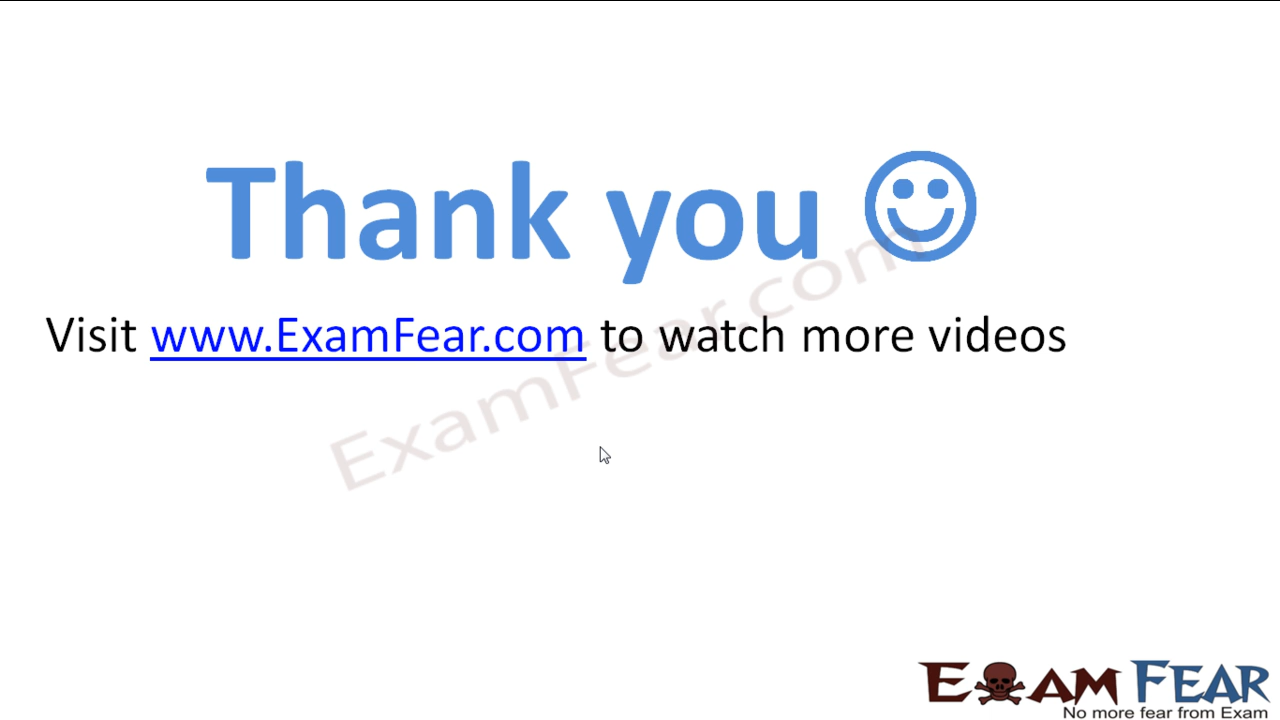 Thank you ☺
Visit www.ExamFear.com to watch more videos
ExamFear.com
EXAM FEAR
No more fear from Exam